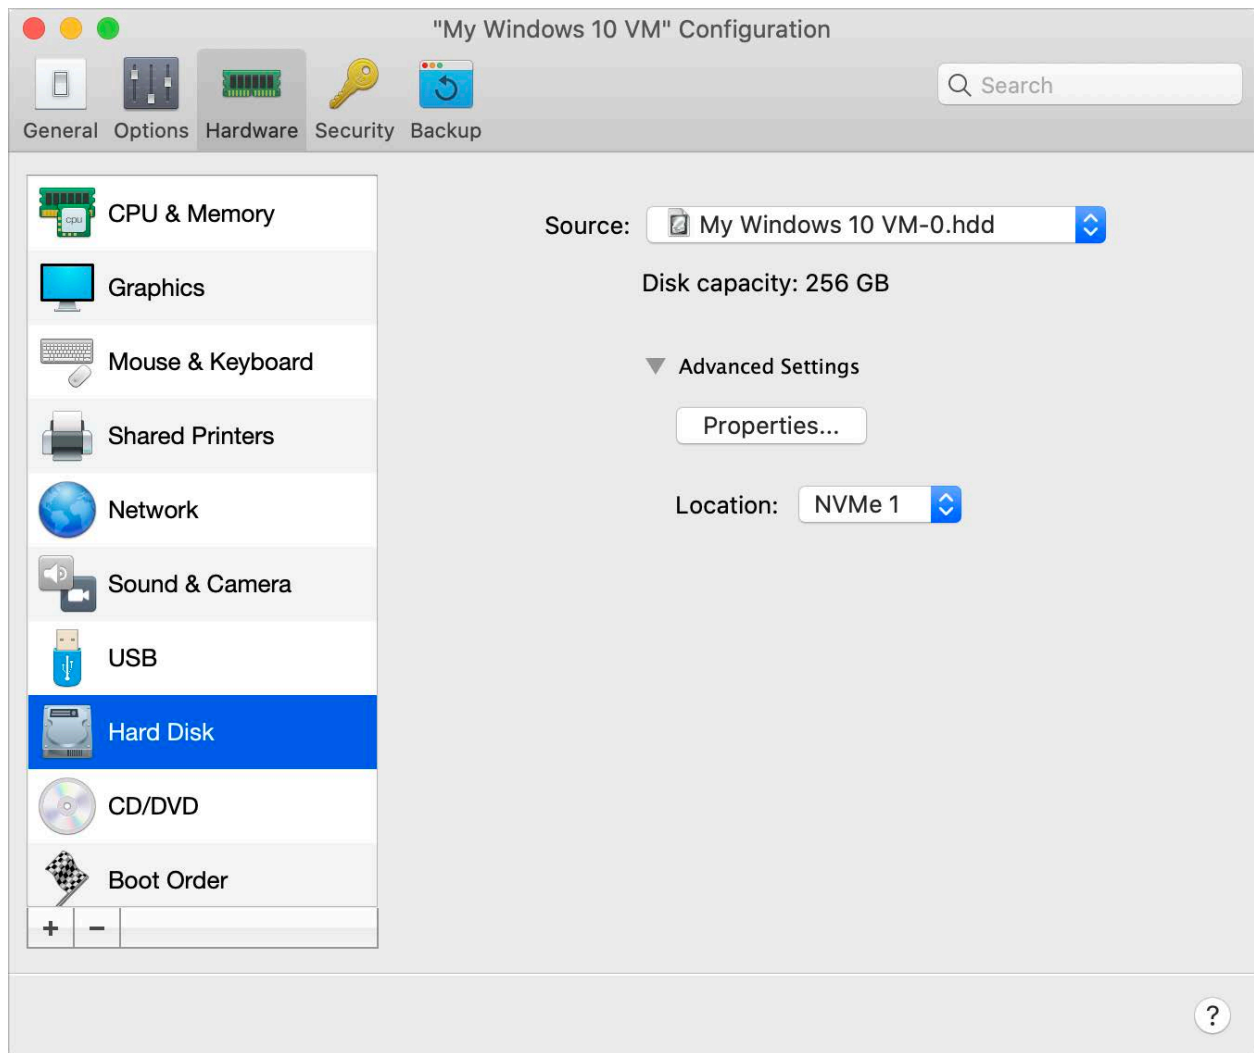 "My Windows 10 VM" Configuration
General Options Hardware Security Backup
Search
CPU & Memory
Graphics
Mouse & Keyboard
Shared Printers
Network
Sound & Camera
USB
Hard Disk
CD/DVD
Boot Order
+ −
Source: My Windows 10 VM-0.hdd
Disk capacity: 256 GB
Advanced Settings
Properties...
Location: NVMe 1
?
cpu